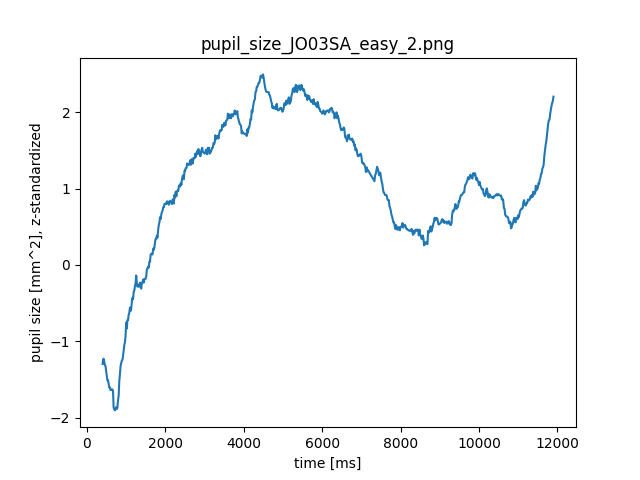 pupil_size_JO03SA_easy_2.png
pupil size [mm^2], z-standardized
2
1
0
−1
−2
0 2000 4000 6000 8000 10000 12000
time [ms]